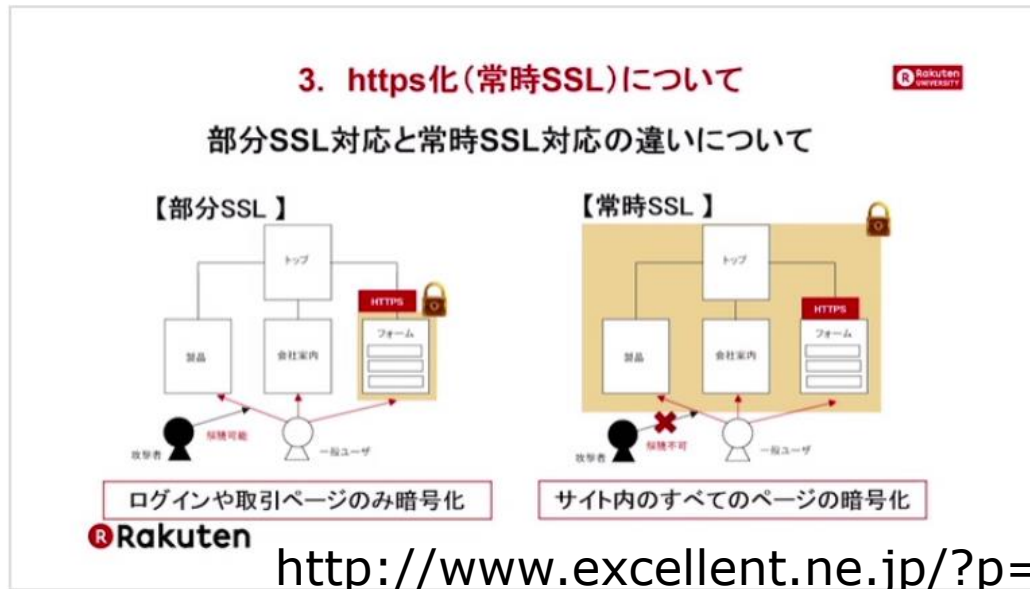 3. https化(常時SSL)について
Rakuten
UNIVERSITY
部分SSL対応と常時SSL対応の違いについて
【部分SSL】
トップ
HTTPS
製品
会社案内
フォーム
攻撃者
傍聴可能
一般ユーザ
ログインや取引ページのみ暗号化
【常時SSL】
トップ
HTTPS
製品
会社案内
フォーム
攻撃者
傍聴不可
一般ユーザ
サイト内のすべてのページの暗号化
Rakuten
http://www.excellent.ne.jp/?p=